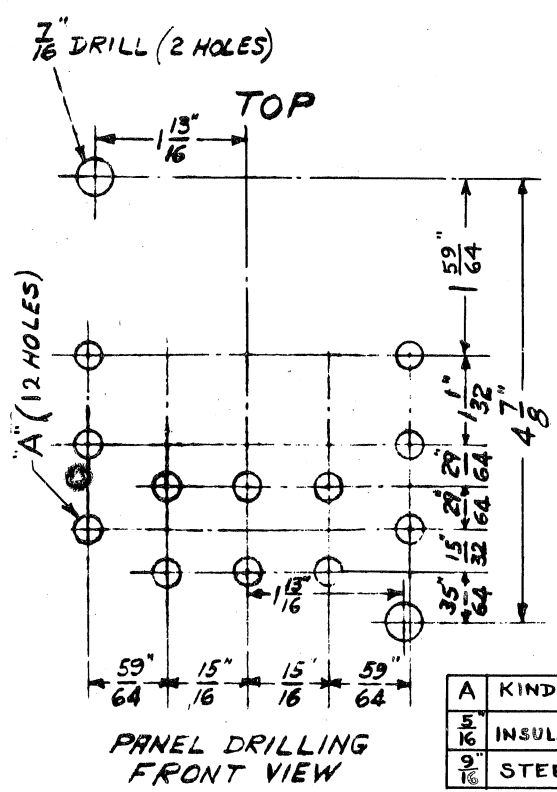 7/16" DRILL (2 HOLES)
TOP
1 13/16"
1 59/64"
"A" (12 HOLES)
1 1/32"
4 7/8"
29/64"
29/64"
15/32"
35/64"
1 13/16"
59/64"
15/16"
15/16'
59/64"
PANEL DRILLING
FRONT VIEW
A KIND
5/16" INSUL
9/16" STEE